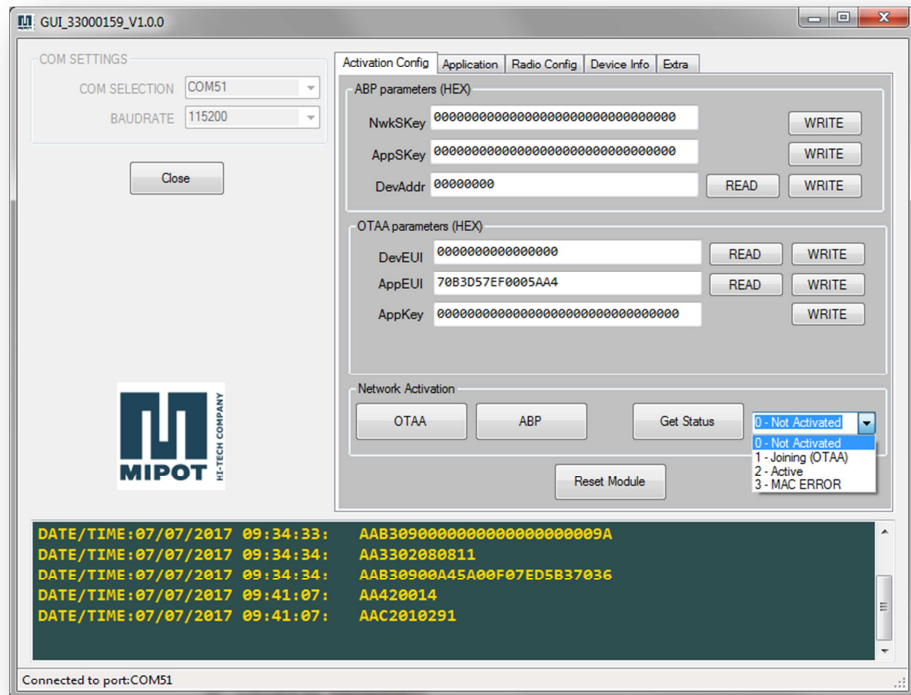 GUI_33000159_V1.0.0
COM SETTINGS
COM SELECTION COM51
BAUDRATE 115200
Close
Activation Config Application Radio Config Device Info Extra
ABP parameters (HEX)
NwkSKey 00000000000000000000000000000000 WRITE
AppSKey 00000000000000000000000000000000 WRITE
DevAddr 00000000 READ WRITE
OTAA parameters (HEX)
DevEUI 0000000000000000 READ WRITE
AppEUI 70B3D57EF0005AA4 READ WRITE
AppKey 00000000000000000000000000000000 WRITE
Network Activation
OTAA ABP Get Status 0 - Not Activated
0 - Not Activated
1 - Joining (OTAA)
2 - Active
3 - MAC ERROR
Reset Module
MIPOT HI-TECH COMPANY
DATE/TIME:07/07/2017 09:34:33: AAB3090000000000000000009A
DATE/TIME:07/07/2017 09:34:34: AA3302080811
DATE/TIME:07/07/2017 09:34:34: AAB30900A45A00F07ED5B37036
DATE/TIME:07/07/2017 09:41:07: AA420014
DATE/TIME:07/07/2017 09:41:07: AAC2010291
Connected to port:COM51